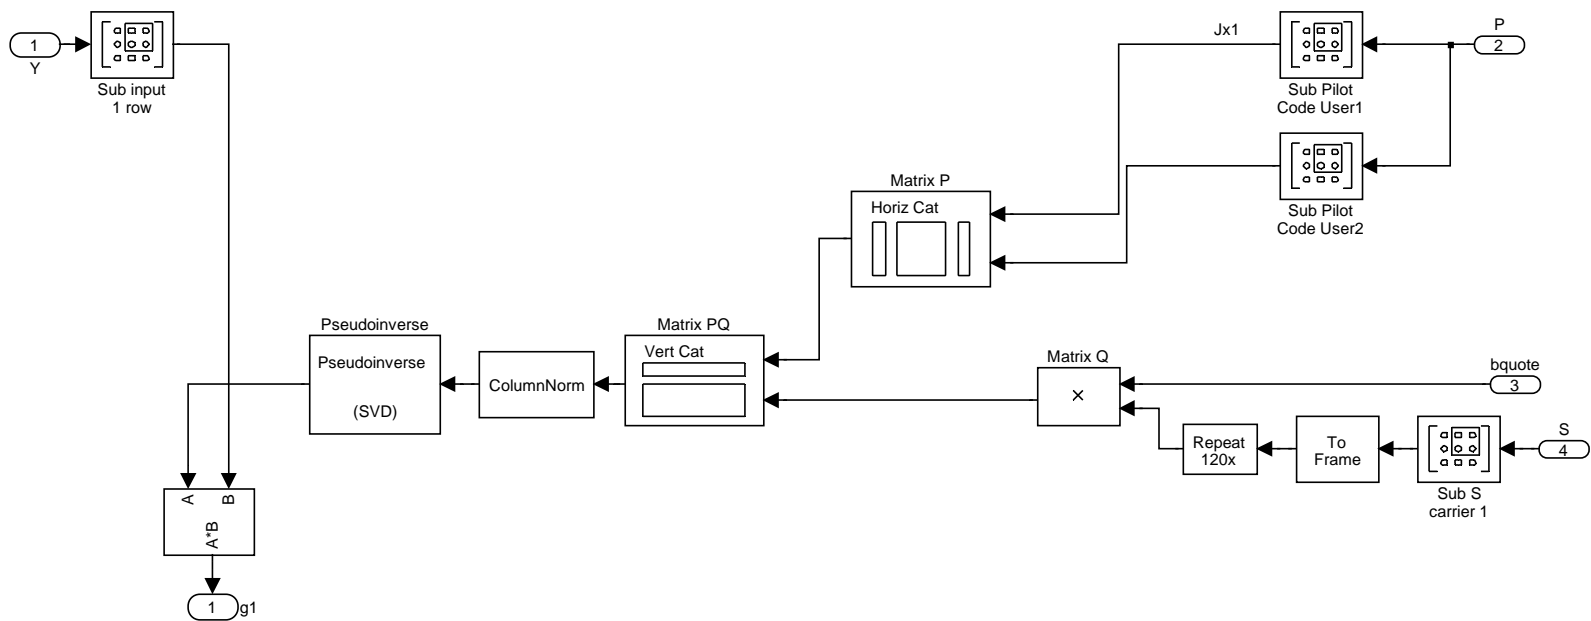 1
Y
Sub input
1 row
Jx1
Sub Pilot
Code User1
P
2
Sub Pilot
Code User2
Matrix P
Horiz Cat
Pseudoinverse
Pseudoinverse
(SVD)
ColumnNorm
Matrix PQ
Vert Cat
Matrix Q
×
bquote
3
Repeat
120x
To
Frame
Sub S
carrier 1
S
4
A
B
A*B
1
g1